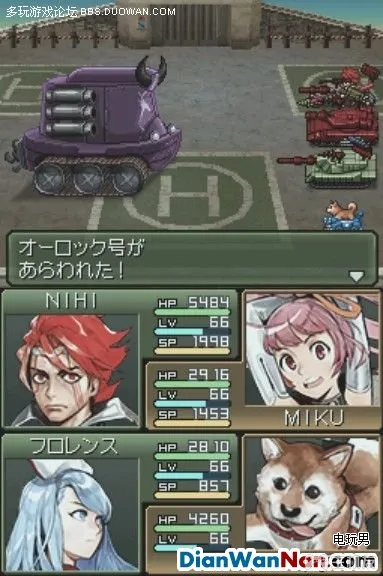 多玩游戏论坛:BBS.DUOWAN.COM
H
オーロック号が
あらわれた！
NIHI
HP 5484
LV 66
SP 1998
HP 2916
LV 66
SP 1453
MIKU
フロレンス
HP 2810
LV 66
SP 857
HP 4260
LV 66
电玩男
DianWanNan.com